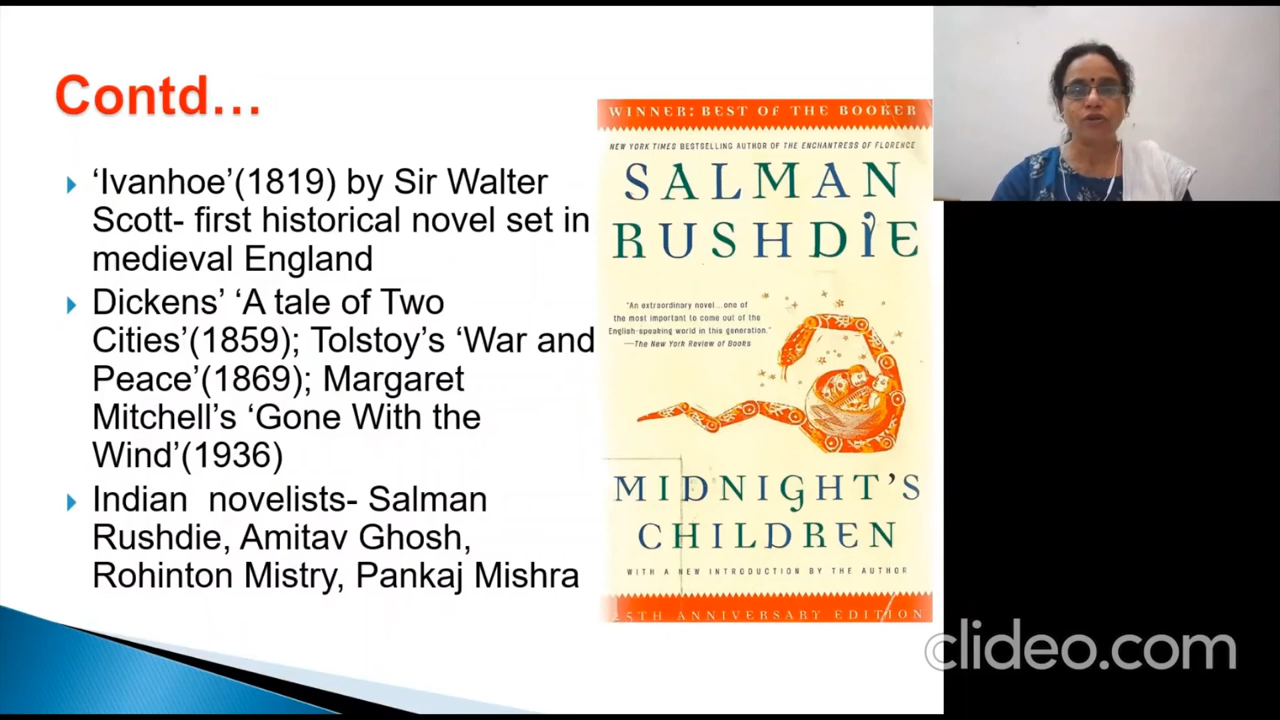 Contd...
‘Ivanhoe’(1819) by Sir Walter
Scott- first historical novel set in
medieval England
Dickens’ ‘A tale of Two
Cities’(1859); Tolstoy’s ‘War and
Peace’(1869); Margaret
Mitchell’s ‘Gone With the
Wind’(1936)
Indian novelists- Salman
Rushdie, Amitav Ghosh,
Rohinton Mistry, Pankaj Mishra
WINNER: BEST OF THE BOOKER
NEW YORK TIMES BESTSELLING AUTHOR OF THE ENCHANTRESS OF FLORENCE
SALMAN
RUSHDIE
"An extraordinary novel...one of
the most important to come out of the
English-speaking world in this generation."
—The New York Review of Books
MIDNIGHT'S
CHILDREN
WITH A NEW INTRODUCTION BY THE AUTHOR
25TH ANNIVERSARY EDITION
clideo.com